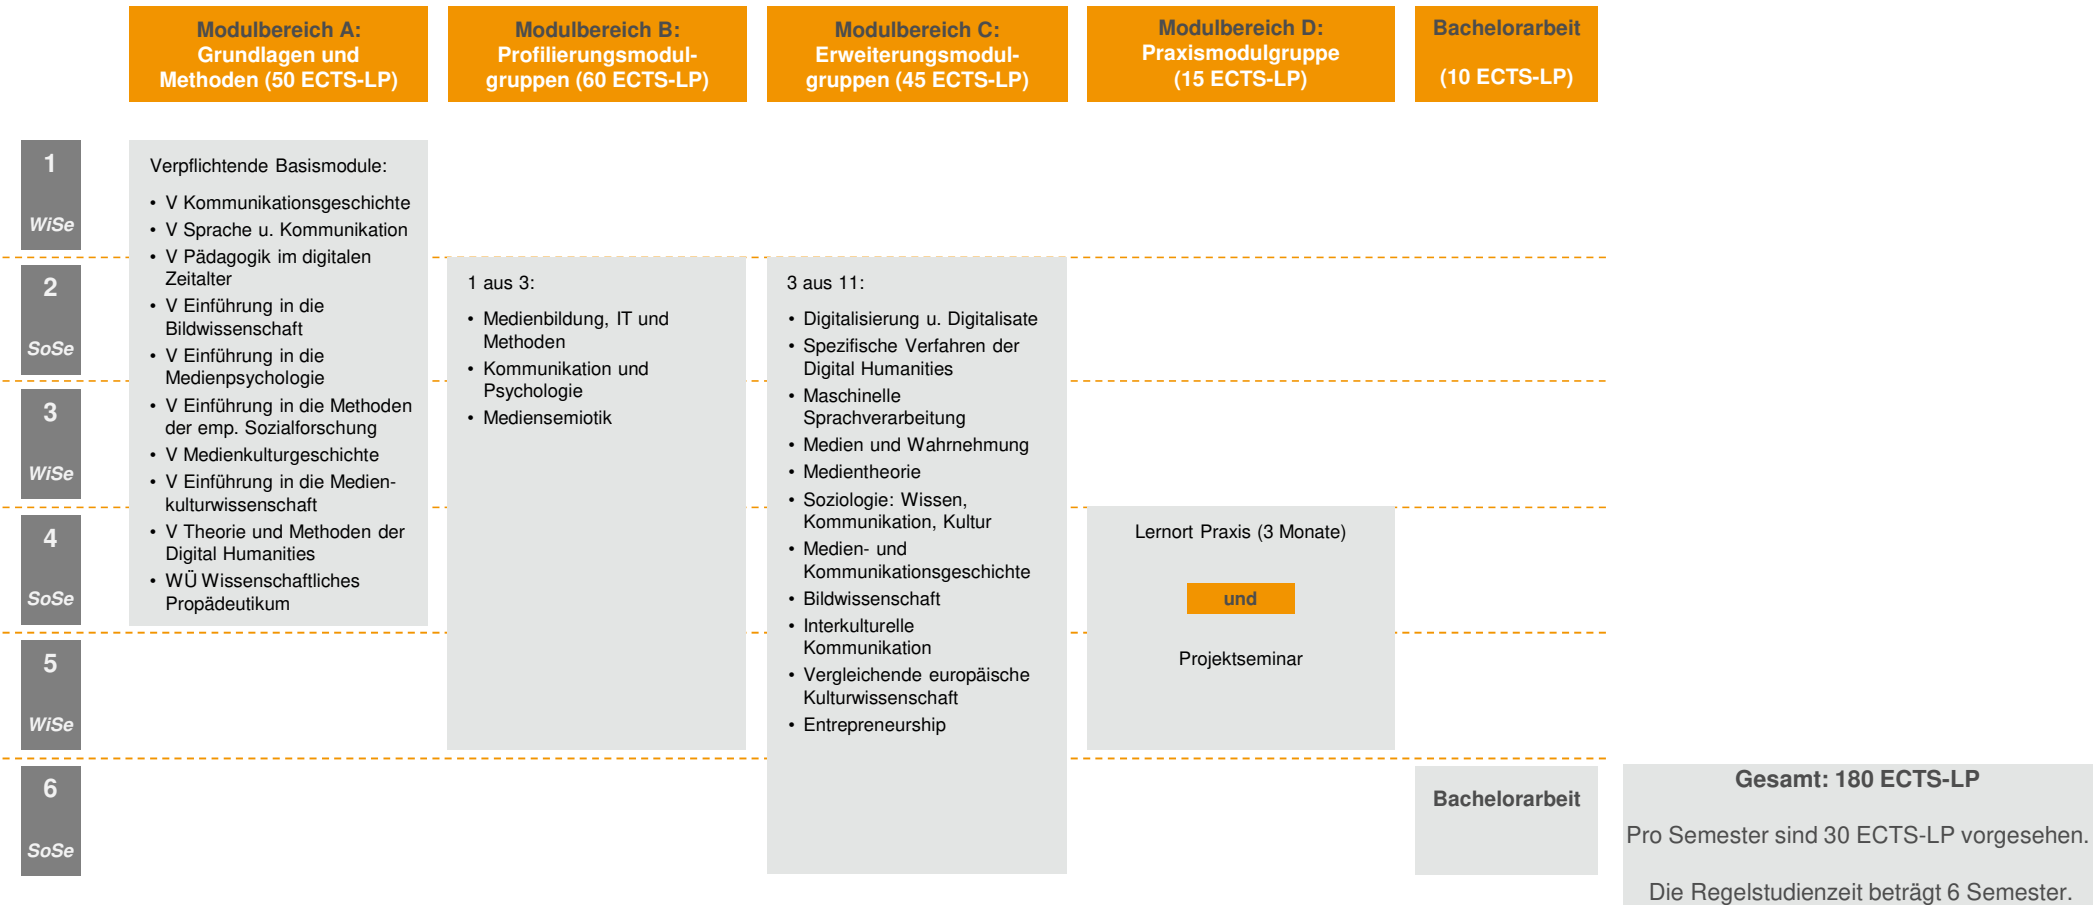 Modulbereich A:
Grundlagen und
Methoden (50 ECTS-LP)
Modulbereich B:
Profilierungsmodul-
gruppen (60 ECTS-LP)
Modulbereich C:
Erweiterungsmodul-
gruppen (45 ECTS-LP)
Modulbereich D:
Praxismodulgruppe
(15 ECTS-LP)
Bachelorarbeit
(10 ECTS-LP)
1
WiSe
2
SoSe
3
WiSe
4
SoSe
5
WiSe
6
SoSe
Verpflichtende Basismodule:
• V Kommunikationsgeschichte
• V Sprache u. Kommunikation
• V Pädagogik im digitalen
Zeitalter
• V Einführung in die
Bildwissenschaft
• V Einführung in die
Medienpsychologie
• V Einführung in die Methoden
der emp. Sozialforschung
• V Medienkulturgeschichte
• V Einführung in die Medien-
kulturwissenschaft
• V Theorie und Methoden der
Digital Humanities
• WÜ Wissenschaftliches
Propädeutikum
1 aus 3:
• Medienbildung, IT und
Methoden
• Kommunikation und
Psychologie
• Mediensemiotik
3 aus 11:
• Digitalisierung u. Digitalisate
• Spezifische Verfahren der
Digital Humanities
• Maschinelle
Sprachverarbeitung
• Medien und Wahrnehmung
• Medientheorie
• Soziologie: Wissen,
Kommunikation, Kultur
• Medien- und
Kommunikationsgeschichte
• Bildwissenschaft
• Interkulturelle
Kommunikation
• Vergleichende europäische
Kulturwissenschaft
• Entrepreneurship
Lernort Praxis (3 Monate)
und
Projektseminar
Bachelorarbeit
Gesamt: 180 ECTS-LP
Pro Semester sind 30 ECTS-LP vorgesehen.
Die Regelstudienzeit beträgt 6 Semester.